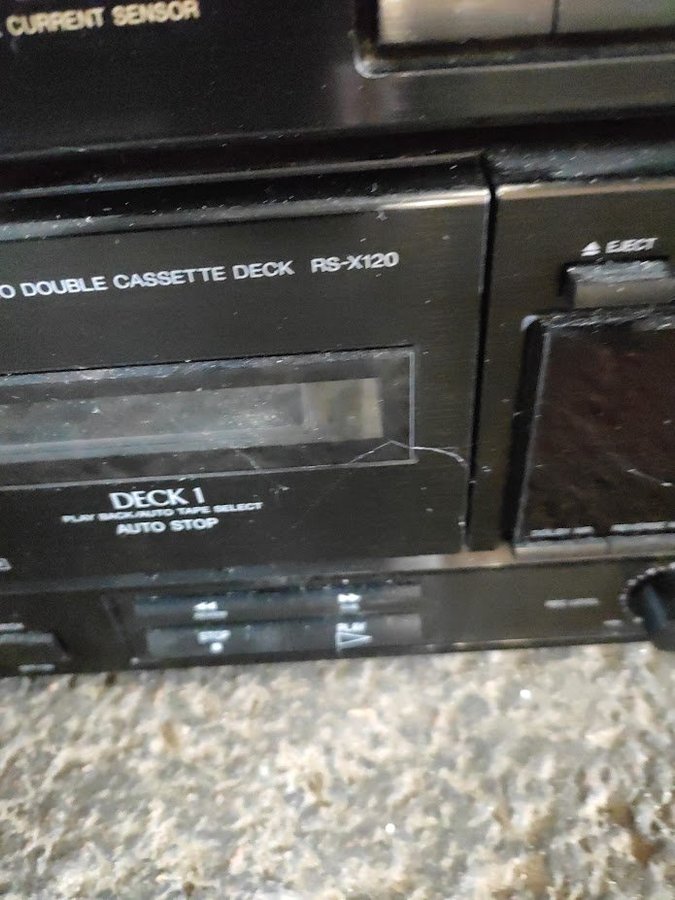 CURRENT SENSOR
O DOUBLE CASSETTE DECK RS-X120
EJECT
DECK 1
PLAY BACK/AUTO TAPE SELECT
AUTO STOP
STOP
PLAY